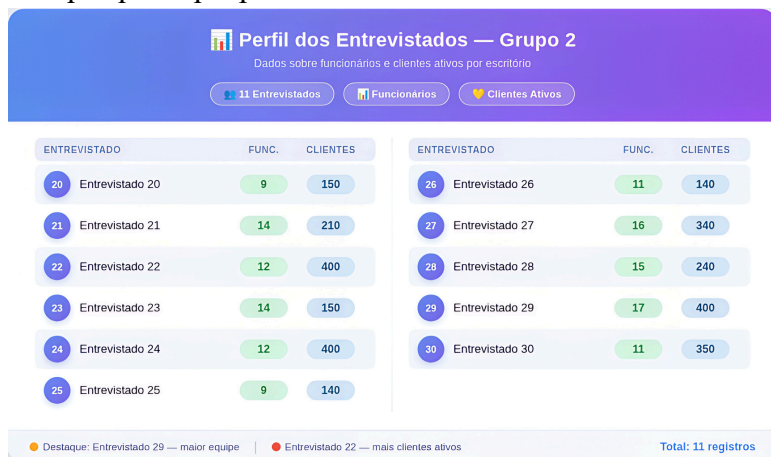 📊 Perfil dos Entrevistados — Grupo 2
Dados sobre funcionários e clientes ativos por escritório
👥 11 Entrevistados 📊 Funcionários 💛 Clientes Ativos
ENTREVISTADO FUNC. CLIENTES
20 Entrevistado 20 9 150
21 Entrevistado 21 14 210
22 Entrevistado 22 12 400
23 Entrevistado 23 14 150
24 Entrevistado 24 12 400
25 Entrevistado 25 9 140
ENTREVISTADO FUNC. CLIENTES
26 Entrevistado 26 11 140
27 Entrevistado 27 16 340
28 Entrevistado 28 15 240
29 Entrevistado 29 17 400
30 Entrevistado 30 11 350
Destaque: Entrevistado 29 — maior equipe
Entrevistado 22 — mais clientes ativos
Total: 11 registros